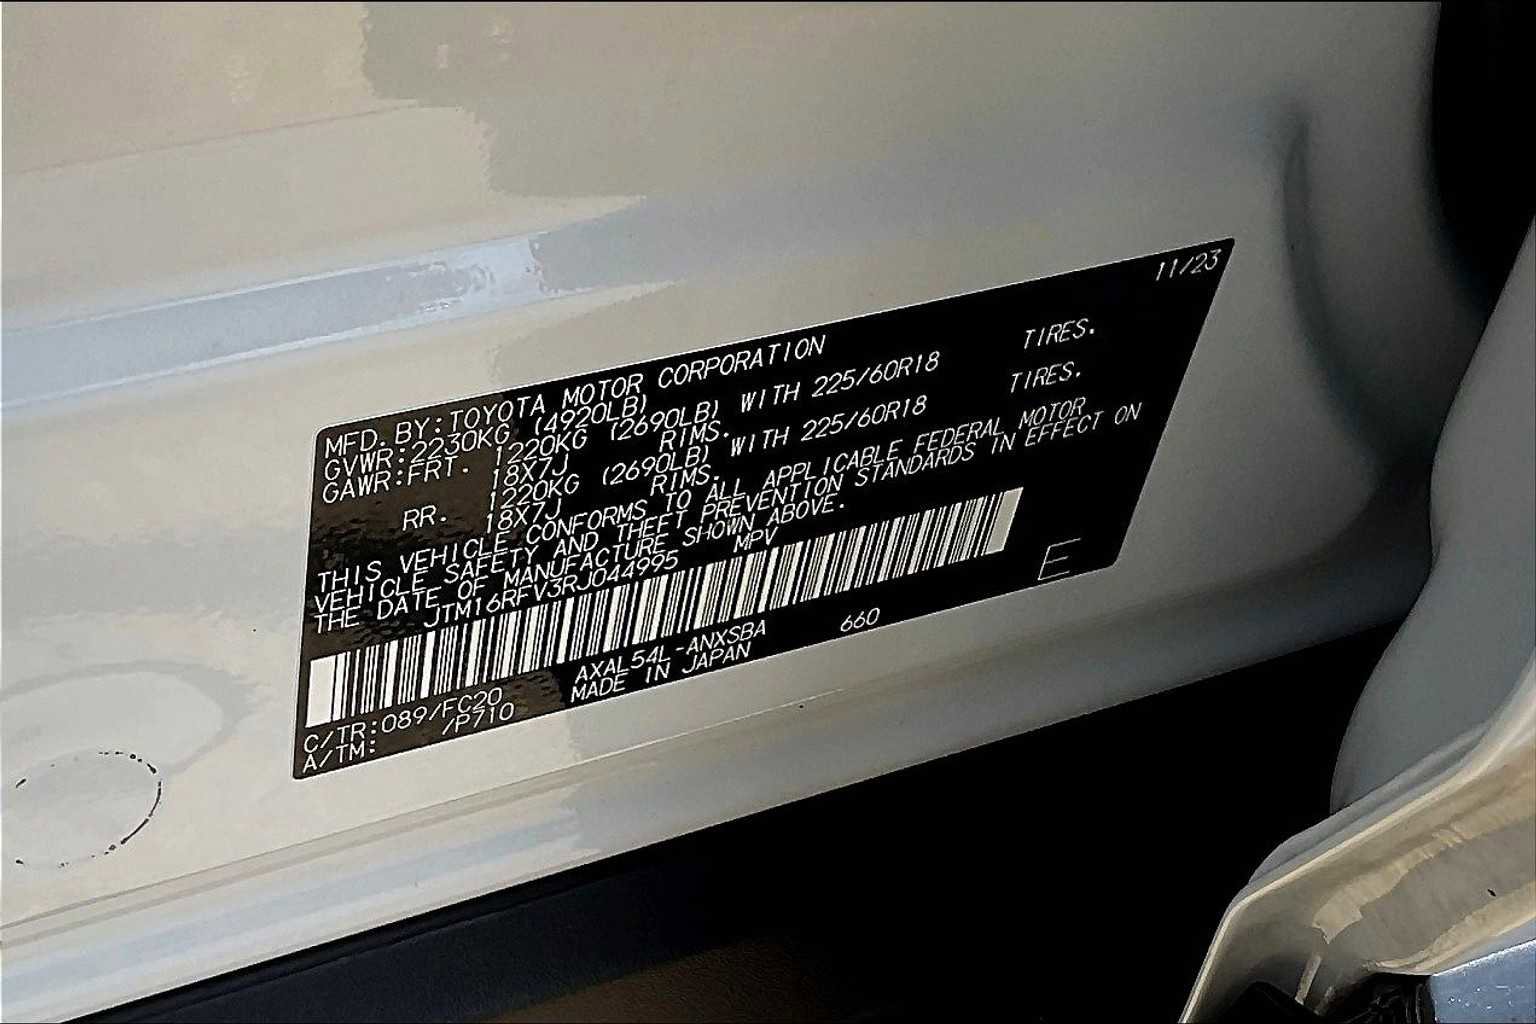 11/23
MFD. BY: TOYOTA MOTOR CORPORATION
GVWR: 2230KG (4920LB)
GAWR: FRT. 1220KG (2690LB) WITH 225/60R18 TIRES.
18X7J RIMS.
RR. 1220KG (2690LB) WITH 225/60R18 TIRES.
18X7J RIMS.
THIS VEHICLE CONFORMS TO ALL APPLICABLE FEDERAL MOTOR
VEHICLE SAFETY AND THEFT PREVENTION STANDARDS IN EFFECT ON
THE DATE OF MANUFACTURE SHOWN ABOVE.
JTM16RFV3RJ044995 MPV
E
C/TR: 089/FC20 AXAL54L-ANXSBA 660
A/TM: /P710 MADE IN JAPAN